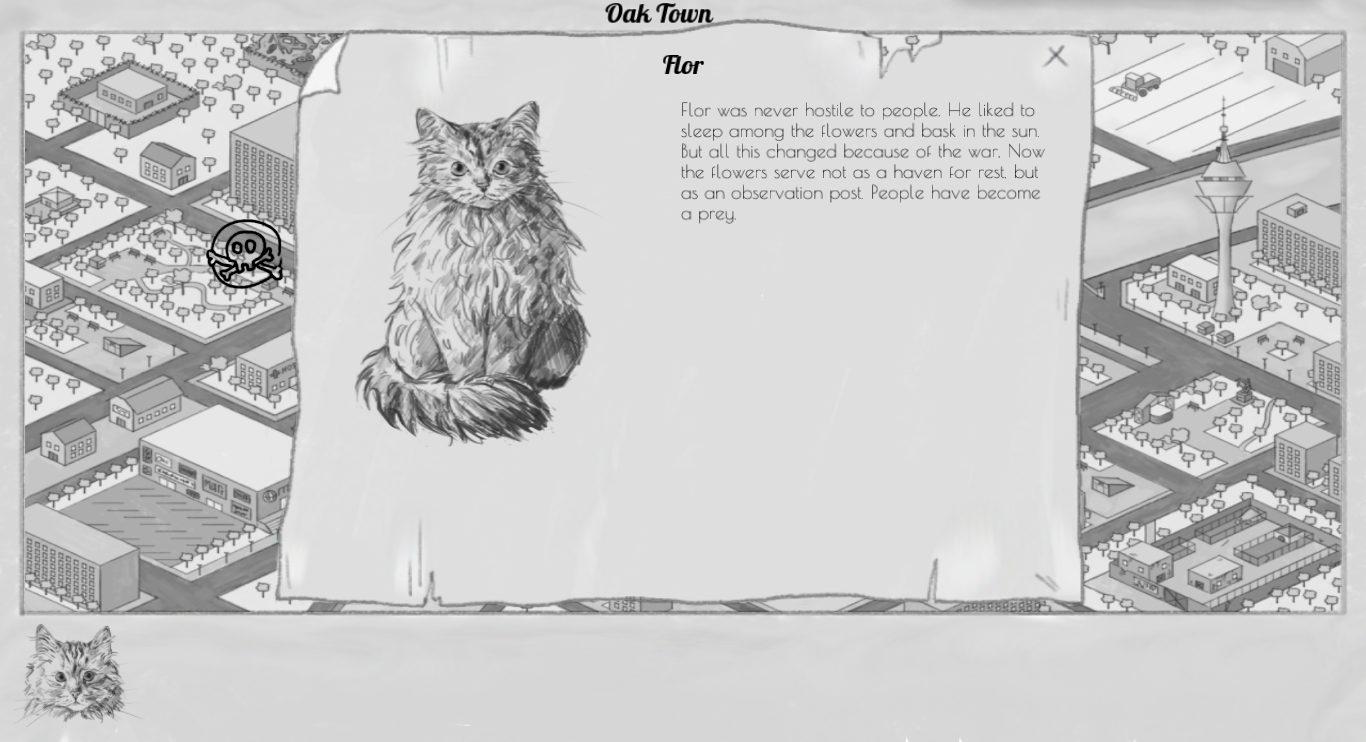 Oak Town
Flor
Flor was never hostile to people. He liked to
sleep among the flowers and bask in the sun.
But all this changed because of the war. Now
the flowers serve not as a haven for rest, but
as an observation post. People have become
a prey.